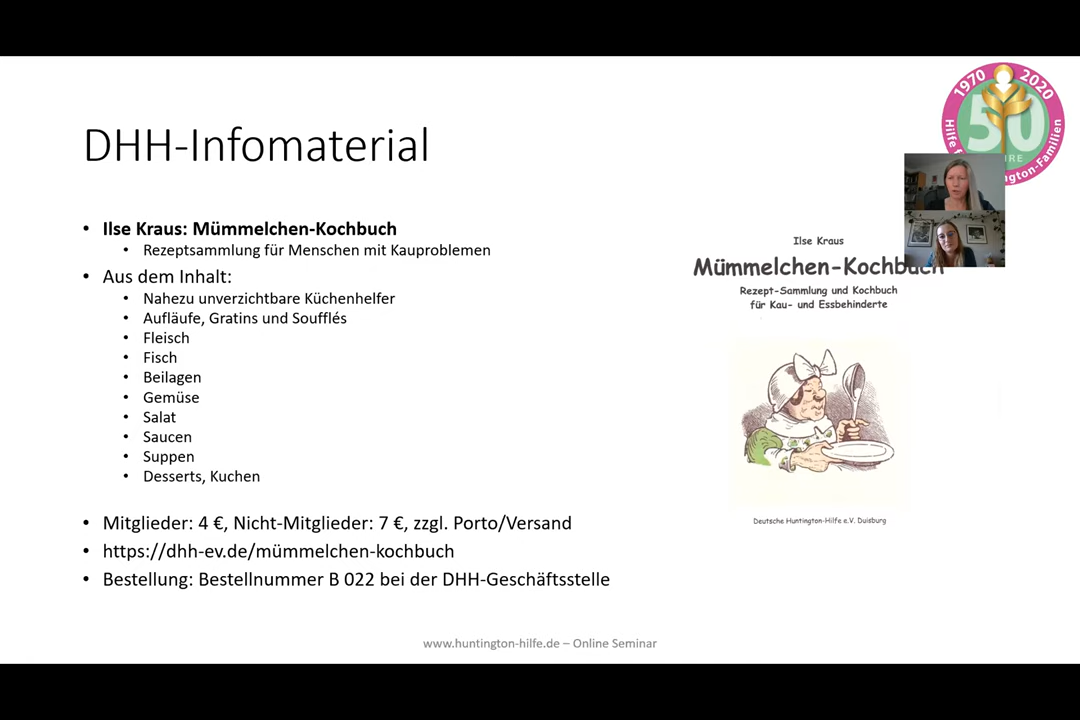 1970 2020
50
Hilfe
DHH-Infomaterial
• Ilse Kraus: Mümmelchen-Kochbuch
• Rezeptsammlung für Menschen mit Kauproblemen
• Aus dem Inhalt:
• Nahezu unverzichtbare Küchenhelfer
• Aufläufe, Gratins und Soufflés
• Fleisch
• Fisch
• Beilagen
• Gemüse
• Salat
• Saucen
• Suppen
• Desserts, Kuchen
• Mitglieder: 4 €, Nicht-Mitglieder: 7 €, zzgl. Porto/Versand
• https://dhh-ev.de/mümmelchen-kochbuch
• Bestellung: Bestellnummer B 022 bei der DHH-Geschäftsstelle
Ilse Kraus
Mümmelchen-Kochbuch
Rezept-Sammlung und Kochbuch
für Kau- und Essbehinderte
Deutsche Huntington-Hilfe e.V. Duisburg
www.huntington-hilfe.de – Online Seminar